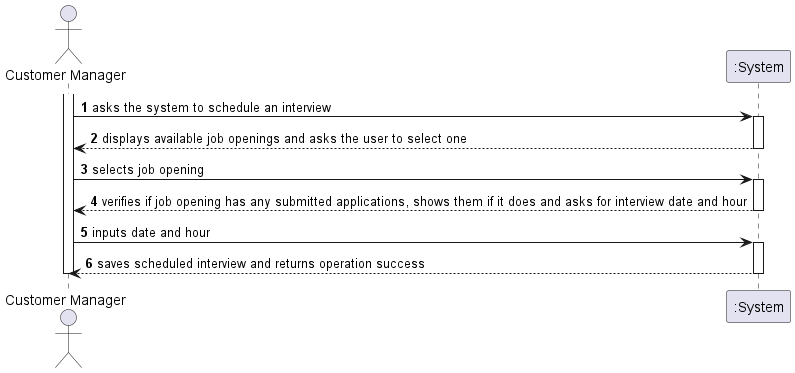 Customer Manager
:System
1 asks the system to schedule an interview
2 displays available job openings and asks the user to select one
3 selects job opening
4 verifies if job opening has any submitted applications, shows them if it does and asks for interview date and hour
5 inputs date and hour
6 saves scheduled interview and returns operation success
Customer Manager
:System